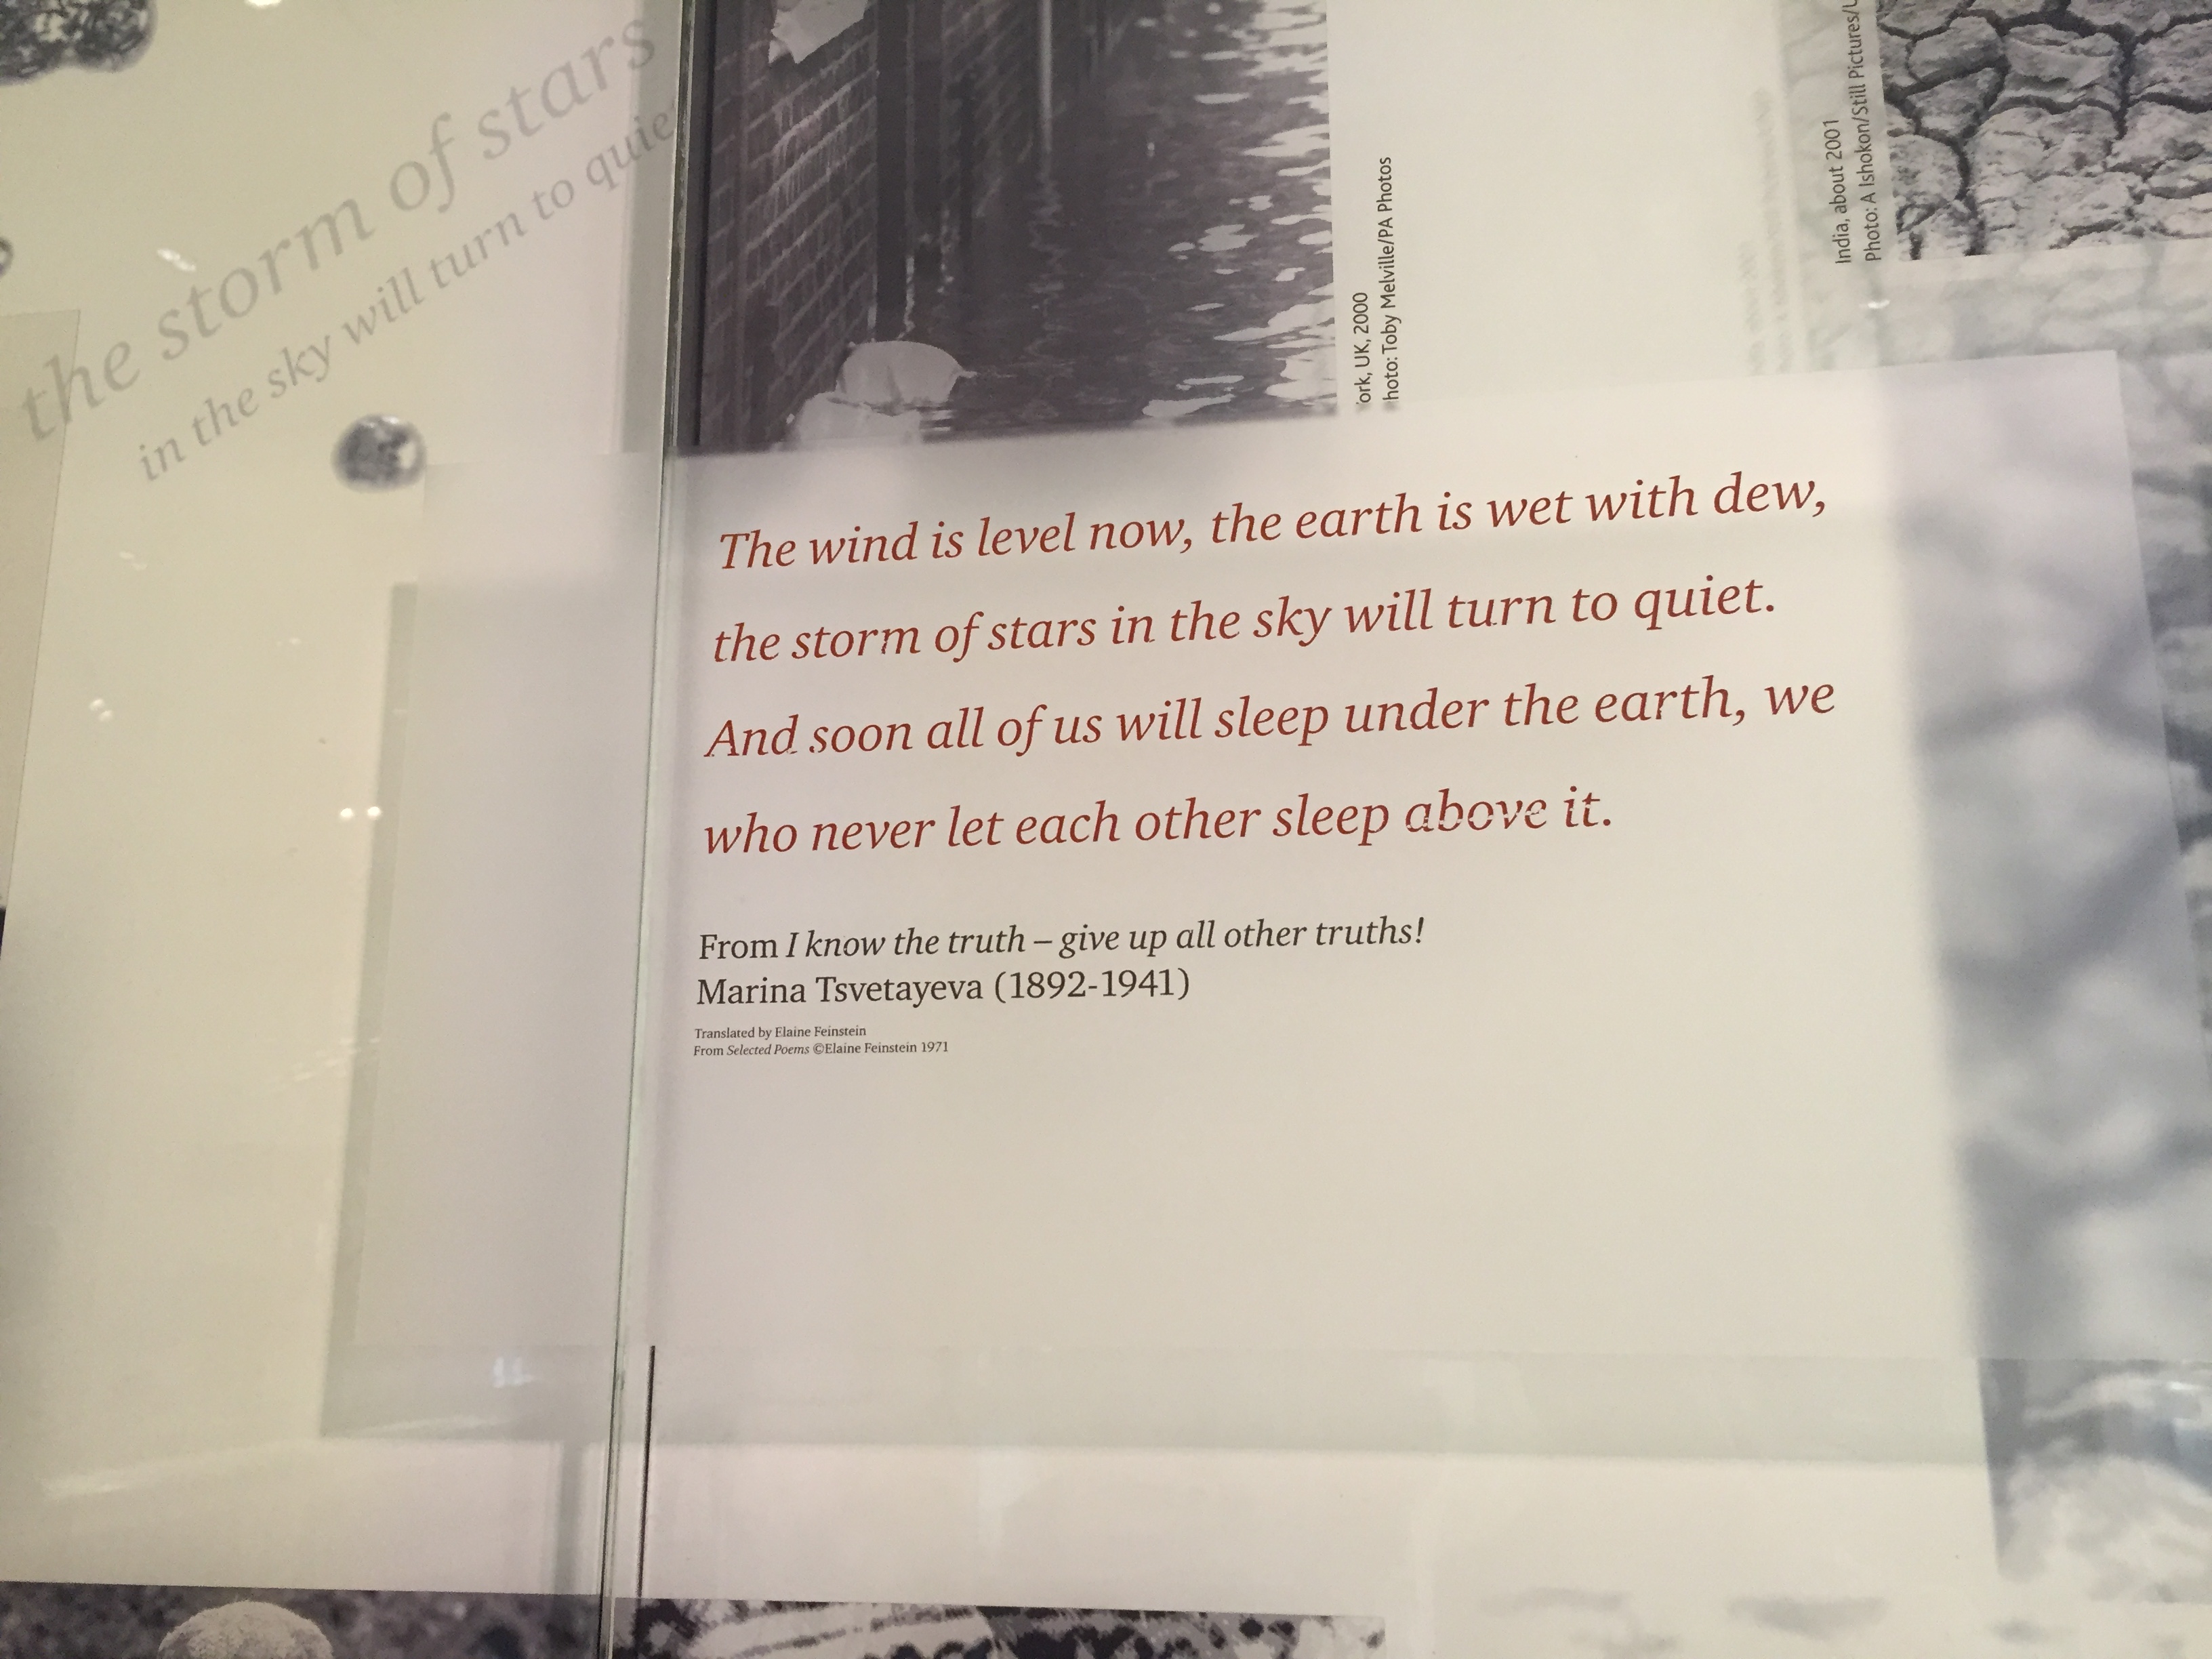 the storm of stars
in the sky will turn to
ork, UK, 2000
hoto: Toby Melville/PA Photos
India, about 2001
Photo: A Ishokon/Still Pictures/
The wind is level now, the earth is wet with dew,
the storm of stars in the sky will turn to quiet.
And soon all of us will sleep under the earth, we
who never let each other sleep above it.
From I know the truth – give up all other truths!
Marina Tsvetayeva (1892-1941)
Translated by Elaine Feinstein
From Selected Poems ©Elaine Feinstein 1971